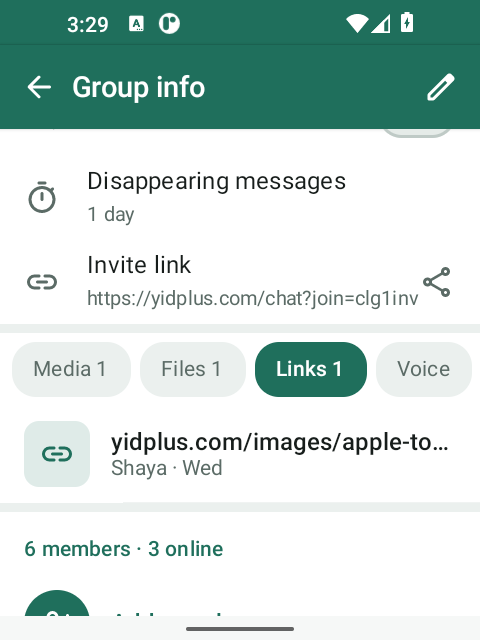 3:29
Group info
Disappearing messages
1 day
Invite link
https://yidplus.com/chat?join=clg1inv
Media 1
Files 1
Links 1
Voice
yidplus.com/images/apple-to…
Shaya · Wed
6 members · 3 online